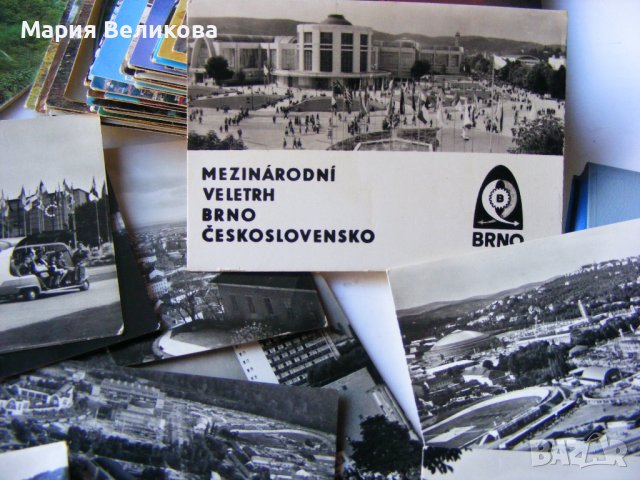 Мария Великова
MEZINÁRODNÍ
VELETRH
BRNO
ČESKOSLOVENSKO
B
BRNO
BAZAR